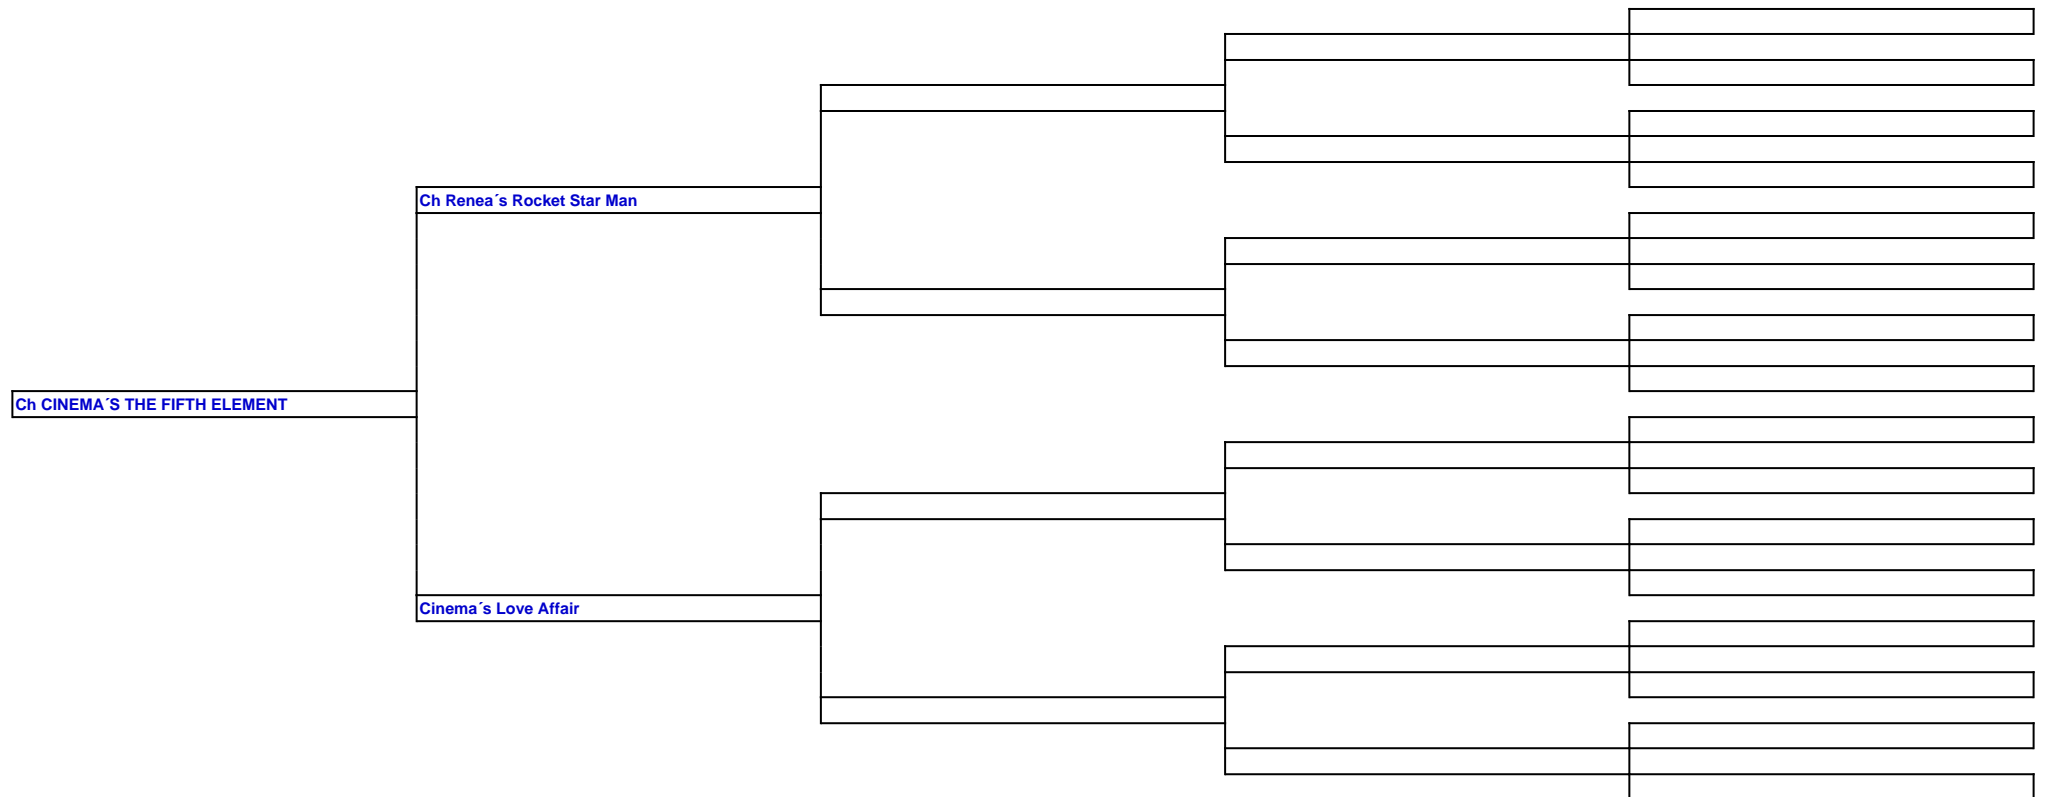 Ch Renea´s Rocket Star Man
Ch CINEMA´S THE FIFTH ELEMENT
Cinema´s Love Affair